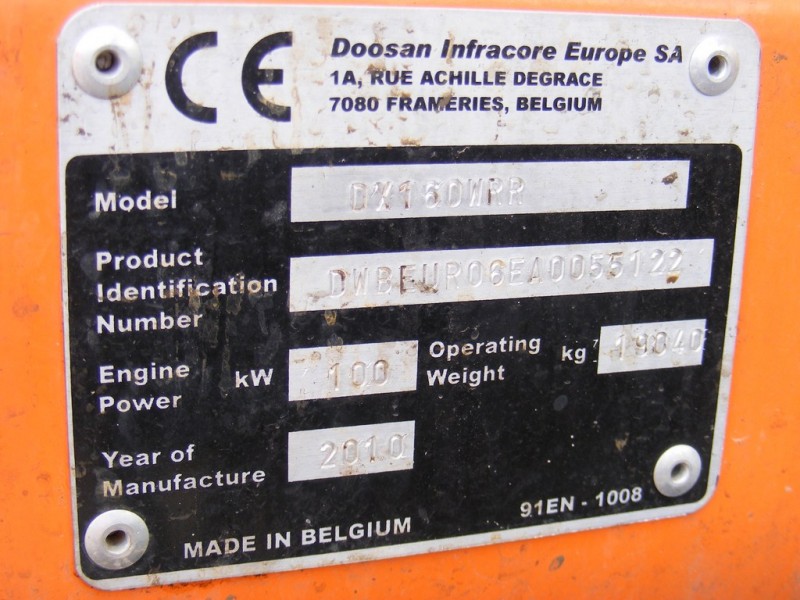 CE
Doosan Infracore Europe SA
1A, RUE ACHILLE DEGRACE
7080 FRAMERIES, BELGIUM
Model DX160WRR
Product
Identification DWBEUR06EA0055122
Number
Engine kW 100 Operating kg 19040
Power Weight
Year of 2010
Manufacture
91EN - 1008
MADE IN BELGIUM